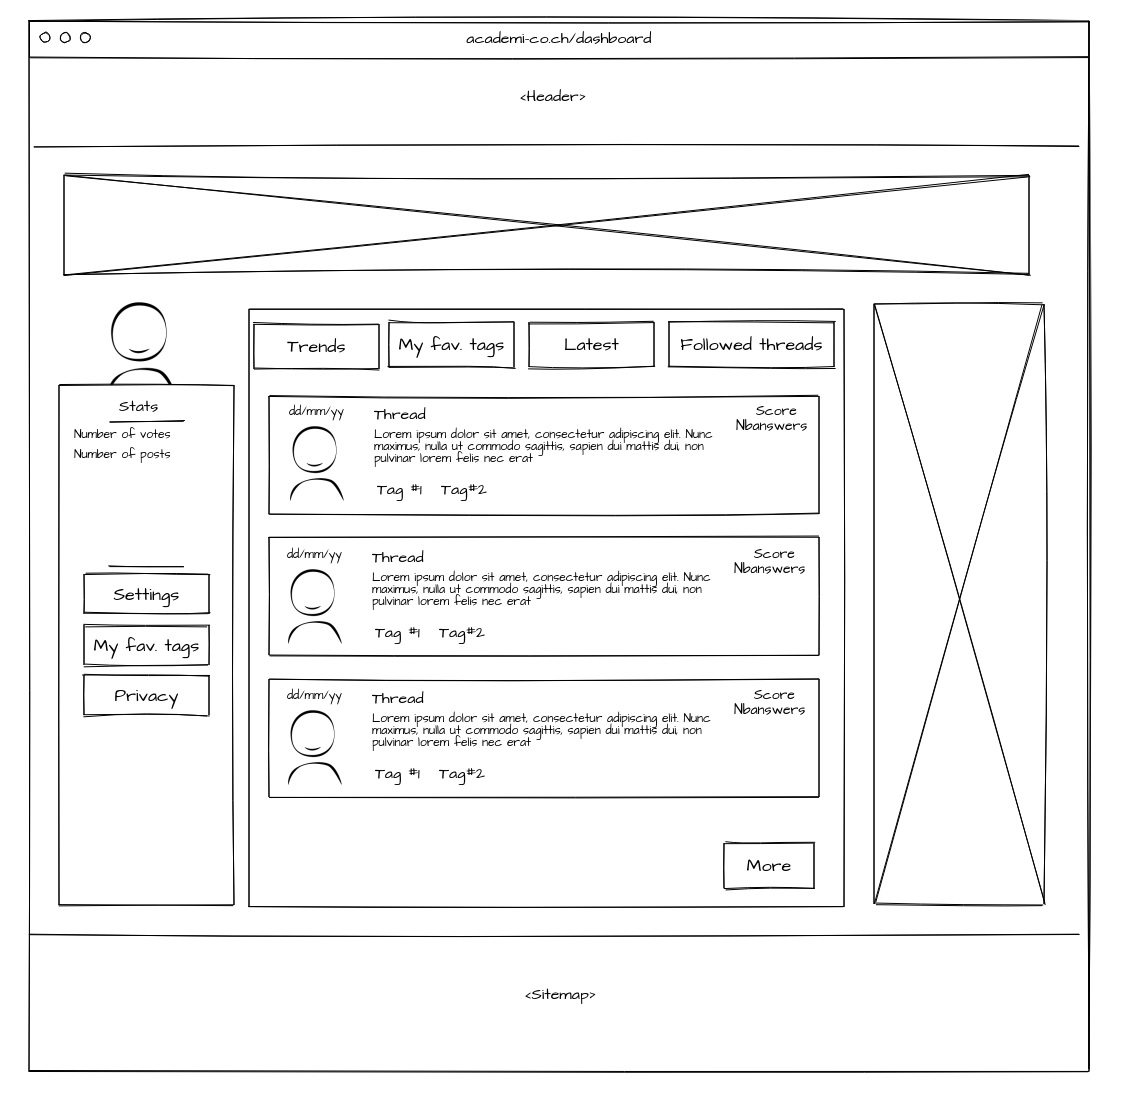 academi-co.ch/dashboard
<Header>
Trends
My fav. tags
Latest
Followed threads
Stats
Number of votes
Number of posts
Settings
My fav. tags
Privacy
dd/mm/yy
Thread
Lorem ipsum dolor sit amet, consectetur adipiscing elit. Nunc
maximus, nulla ut commodo sagittis, sapien dui mattis dui, non
pulvinar lorem felis nec erat
Tag #1 Tag#2
Score
Nbanswers
dd/mm/yy
Thread
Lorem ipsum dolor sit amet, consectetur adipiscing elit. Nunc
maximus, nulla ut commodo sagittis, sapien dui mattis dui, non
pulvinar lorem felis nec erat
Tag #1 Tag#2
Score
Nbanswers
dd/mm/yy
Thread
Lorem ipsum dolor sit amet, consectetur adipiscing elit. Nunc
maximus, nulla ut commodo sagittis, sapien dui mattis dui, non
pulvinar lorem felis nec erat
Tag #1 Tag#2
Score
Nbanswers
More
<Sitemap>